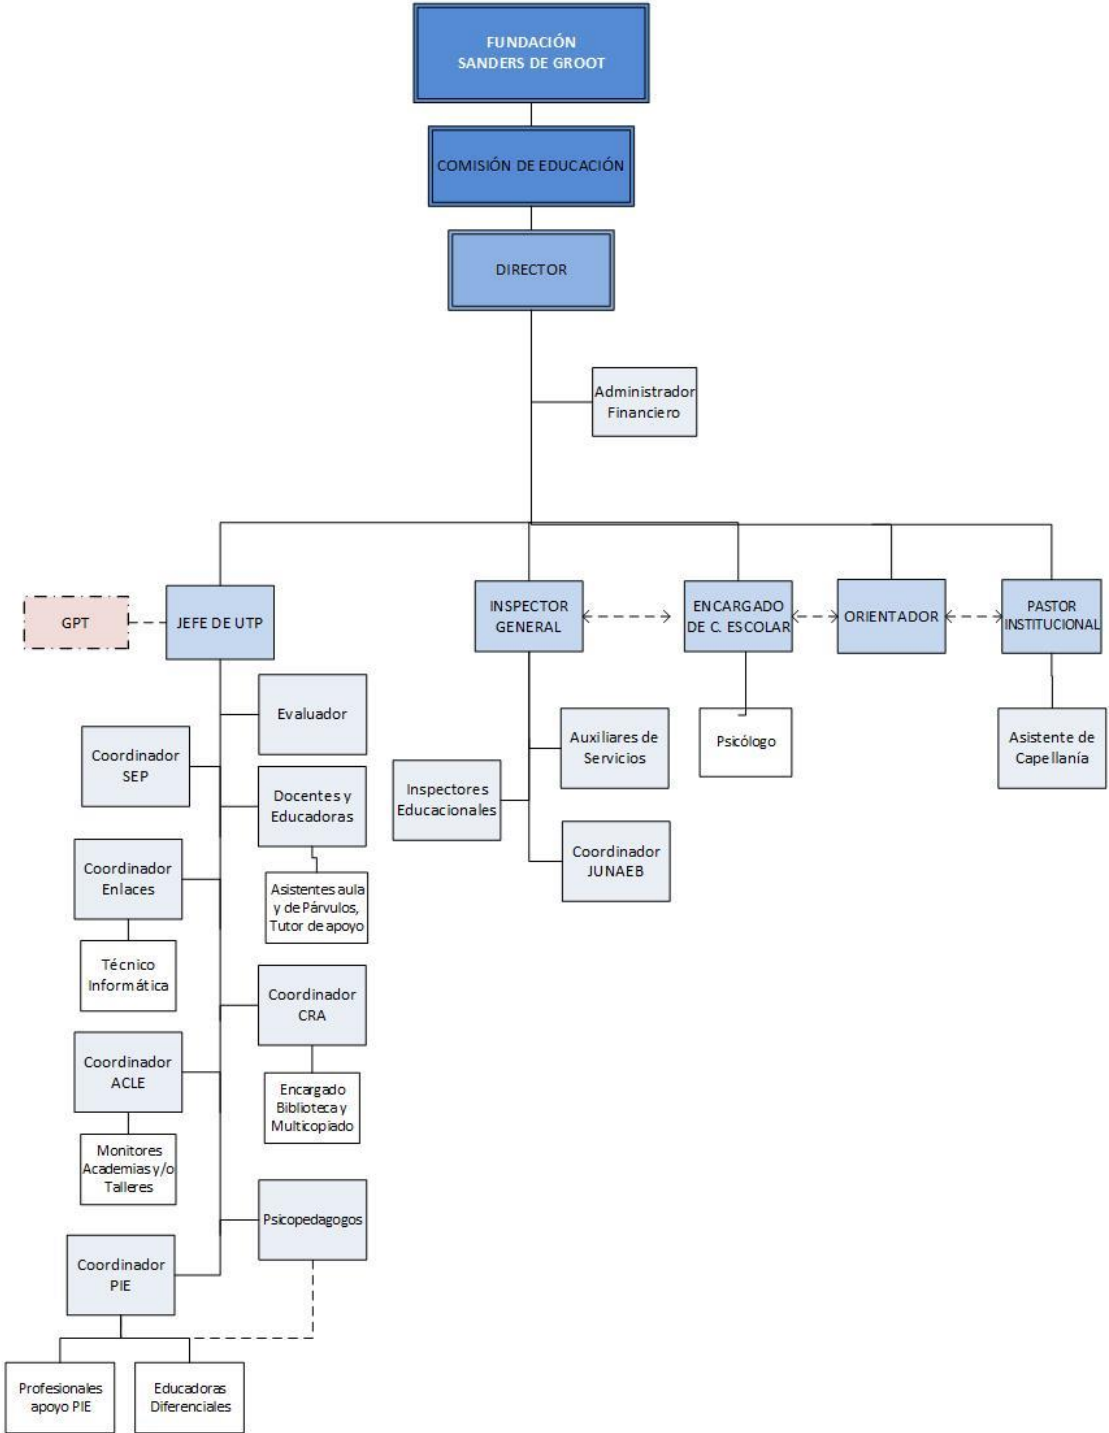 FUNDACIÓN
SANDERS DE GROOT
COMISIÓN DE EDUCACIÓN
DIRECTOR
Administrador
Financiero
GPT
JEFE DE UTP
INSPECTOR
GENERAL
ENCARGADO
DE C. ESCOLAR
ORIENTADOR
PASTOR
INSTITUCIONAL
Evaluador
Coordinador
SEP
Docentes y
Educadoras
Coordinador
Enlaces
Asistentes aula
y de Párvulos,
Tutor de apoyo
Técnico
Informática
Coordinador
CRA
Coordinador
ACLE
Encargado
Biblioteca y
Multicopiado
Monitores
Academias y/o
Talleres
Psicopedagogos
Coordinador
PIE
Profesionales
apoyo PIE
Educadoras
Diferenciales
Auxiliares de
Servicios
Inspectores
Educacionales
Coordinador
JUNAEB
Psicólogo
Asistente de
Capellanía